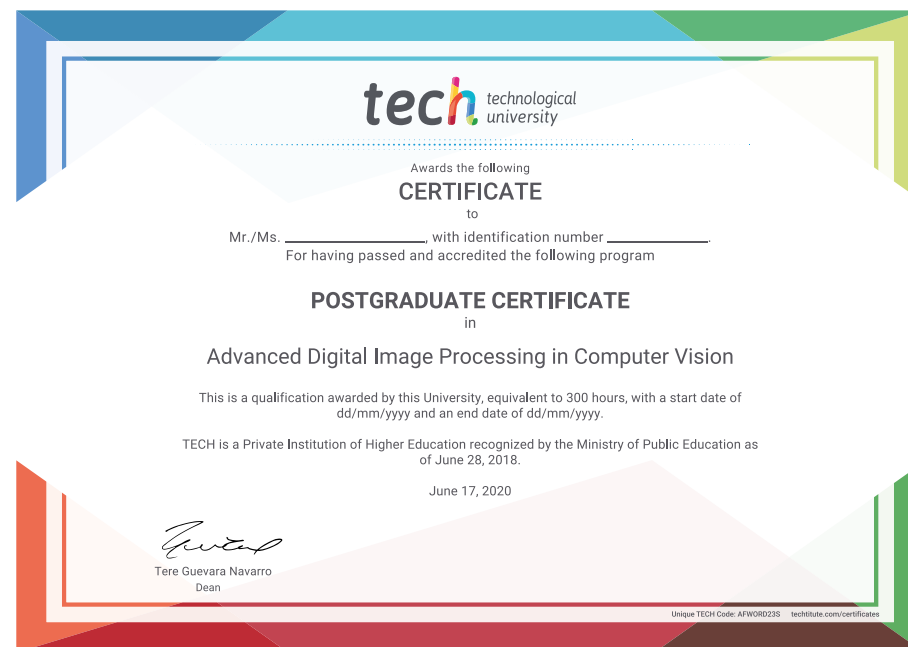 tech technological
university
Awards the following
CERTIFICATE
to
Mr./Ms. ____________________, with identification number _______________.
For having passed and accredited the following program
POSTGRADUATE CERTIFICATE
in
Advanced Digital Image Processing in Computer Vision
This is a qualification awarded by this University, equivalent to 300 hours, with a start date of
dd/mm/yyyy and an end date of dd/mm/yyyy.
TECH is a Private Institution of Higher Education recognized by the Ministry of Public Education as
of June 28, 2018.
June 17, 2020
Tere Guevara Navarro
Dean
Unique TECH Code: AFWORD23S techtitute.com/certificates